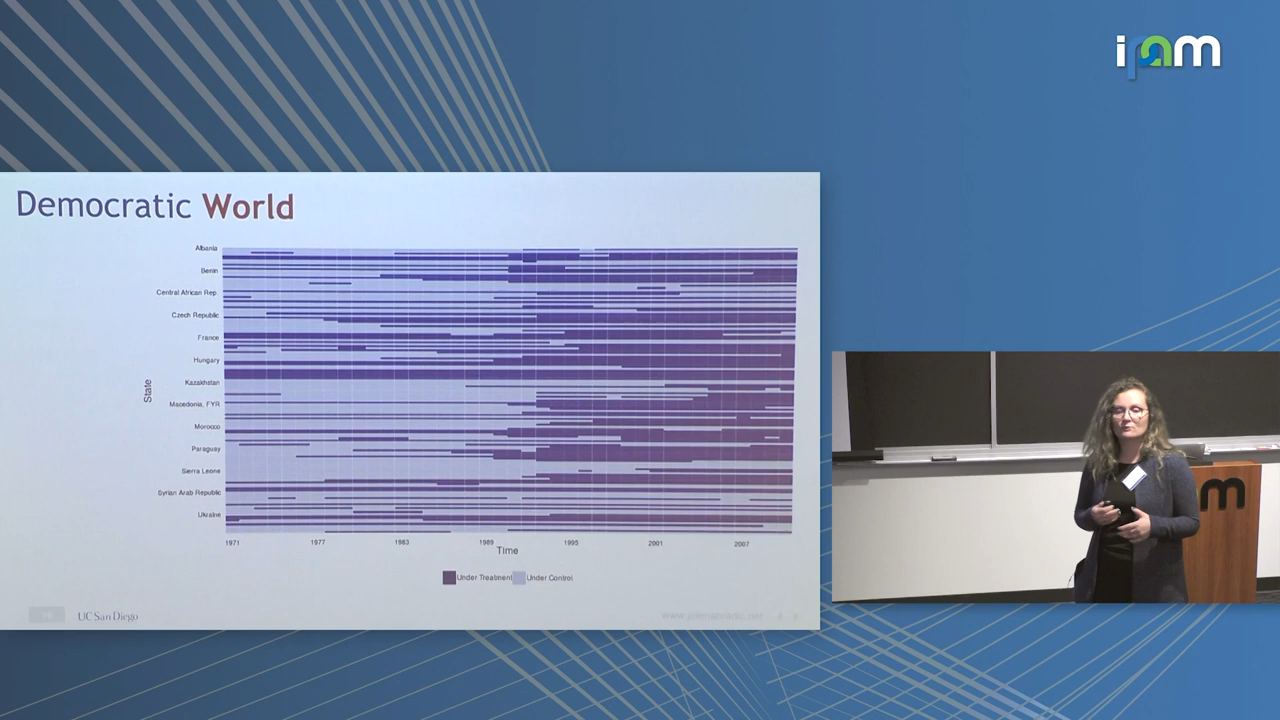 ipam
Democratic World
Albania
Benin
Central African Rep
Czech Republic
France
Hungary
Kazakhstan
Macedonia, FYR
Morocco
Paraguay
Sierra Leone
Syrian Arab Republic
Ukraine
State
1971 1977 1983 1989 1995 2001 2007
Time
Under Treatment Under Control
UC San Diego
m